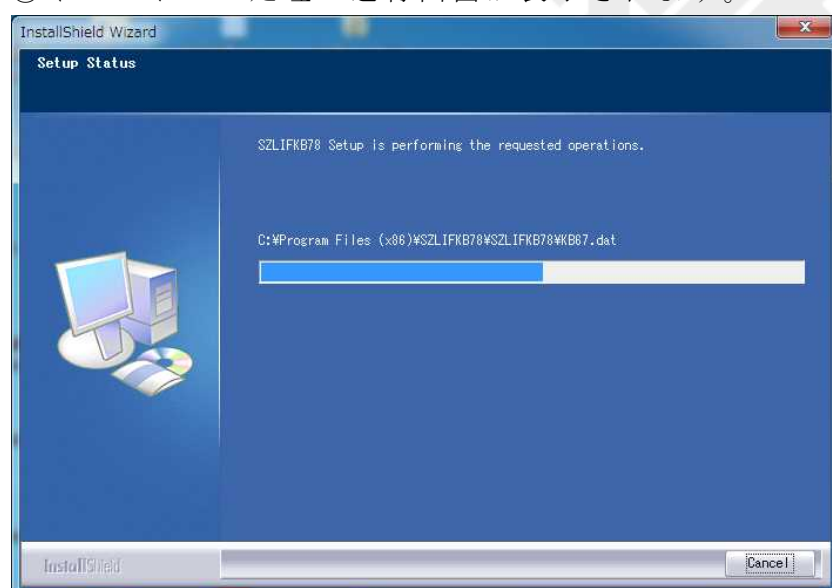 InstallShield Wizard
Setup Status
SZLIFKB78 Setup is performing the requested operations.
C:¥Program Files (x86)¥SZLIFKB78¥SZLIFKB78¥KB67.dat
InstallShield
Cancel